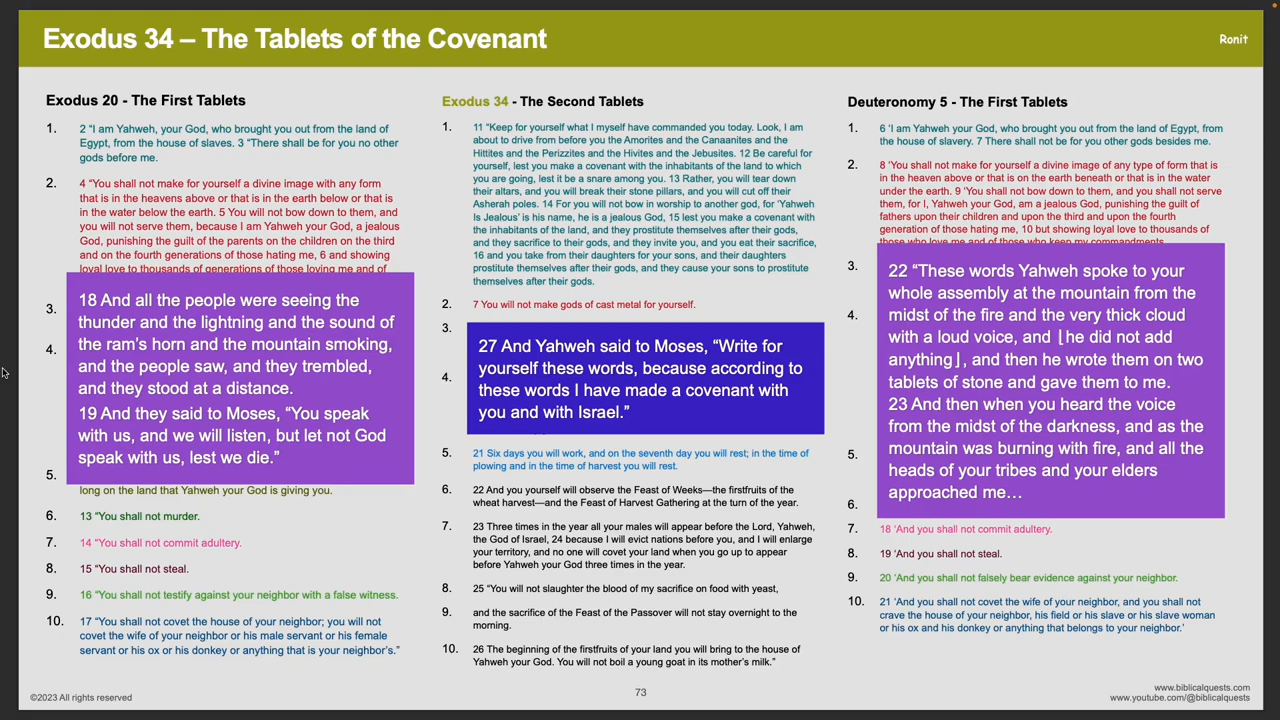 Exodus 34 – The Tablets of the Covenant
Ronit
Exodus 20 - The First Tablets
1. 2 “I am Yahweh, your God, who brought you out from the land of
Egypt, from the house of slaves. 3 “There shall be for you no other
gods before me.
2. 4 “You shall not make for yourself a divine image with any form
that is in the heavens above or that is in the earth below or that is
in the water below the earth. 5 You will not bow down to them, and
you will not serve them, because I am Yahweh your God, a jealous
God, punishing the guilt of the parents on the children on the third
and on the fourth generations of those hating me, 6 and showing
loyal love to thousands of generations of those loving me and of
3.
4.
18 And all the people were seeing the
thunder and the lightning and the sound of
the ram’s horn and the mountain smoking,
and the people saw, and they trembled,
and they stood at a distance.
19 And they said to Moses, “You speak
with us, and we will listen, but let not God
speak with us, lest we die.”
5.
long on the land that Yahweh your God is giving you.
6. 13 “You shall not murder.
7. 14 “You shall not commit adultery.
8. 15 “You shall not steal.
9. 16 “You shall not testify against your neighbor with a false witness.
10. 17 “You shall not covet the house of your neighbor; you will not
covet the wife of your neighbor or his male servant or his female
servant or his ox or his donkey or anything that is your neighbor’s.”
Exodus 34 - The Second Tablets
1. 11 “Keep for yourself what I myself have commanded you today. Look, I am
about to drive from before you the Amorites and the Canaanites and the
Hittites and the Perizzites and the Hivites and the Jebusites. 12 Be careful for
yourself, lest you make a covenant with the inhabitants of the land to which
you are going, lest it be a snare among you. 13 Rather, you will tear down
their altars, and you will break their stone pillars, and you will cut off their
Asherah poles. 14 For you will not bow in worship to another god, for ‘Yahweh
Is Jealous’ is his name, he is a jealous God, 15 lest you make a covenant with
the inhabitants of the land, and they prostitute themselves after their gods,
and they sacrifice to their gods, and they invite you, and you eat their sacrifice,
16 and you take from their daughters for your sons, and their daughters
prostitute themselves after their gods, and they cause your sons to prostitute
themselves after their gods.
2. 7 You will not make gods of cast metal for yourself.
3.
4.
27 And Yahweh said to Moses, “Write for
yourself these words, because according to
these words I have made a covenant with
you and with Israel.”
5. 21 Six days you will work, and on the seventh day you will rest; in the time of
plowing and in the time of harvest you will rest.
6. 22 And you yourself will observe the Feast of Weeks—the firstfruits of the
wheat harvest—and the Feast of Harvest Gathering at the turn of the year.
7. 23 Three times in the year all your males will appear before the Lord, Yahweh,
the God of Israel, 24 because I will evict nations before you, and I will enlarge
your territory, and no one will covet your land when you go up to appear
before Yahweh your God three times in the year.
8. 25 “You will not slaughter the blood of my sacrifice on food with yeast,
9. and the sacrifice of the Feast of the Passover will not stay overnight to the
morning.
10. 26 The beginning of the firstfruits of your land you will bring to the house of
Yahweh your God. You will not boil a young goat in its mother’s milk.”
Deuteronomy 5 - The First Tablets
1. 6 ‘I am Yahweh your God, who brought you out from the land of Egypt, from
the house of slavery. 7 There shall not be for you other gods besides me.
2. 8 ‘You shall not make for yourself a divine image of any type of form that is
in the heaven above or that is on the earth beneath or that is in the water
under the earth. 9 ‘You shall not bow down to them, and you shall not serve
them, for I, Yahweh your God, am a jealous God, punishing the guilt of
fathers upon their children and upon the third and upon the fourth
generation of those hating me, 10 but showing loyal love to thousands of
those who love me and of those who keep my commandments.
3.
4.
22 “These words Yahweh spoke to your
whole assembly at the mountain from the
midst of the fire and the very thick cloud
with a loud voice, and ⌊he did not add
anything⌋, and then he wrote them on two
tablets of stone and gave them to me.
23 And then when you heard the voice
from the midst of the darkness, and as the
mountain was burning with fire, and all the
heads of your tribes and your elders
approached me…
5.
6.
7. 18 ‘And you shall not commit adultery.
8. 19 ‘And you shall not steal.
9. 20 ‘And you shall not falsely bear evidence against your neighbor.
10. 21 ‘And you shall not covet the wife of your neighbor, and you shall not
crave the house of your neighbor, his field or his slave or his slave woman
or his ox and his donkey or anything that belongs to your neighbor.’
©2023 All rights reserved
73
www.biblicalquests.com
www.youtube.com/@biblicalquests